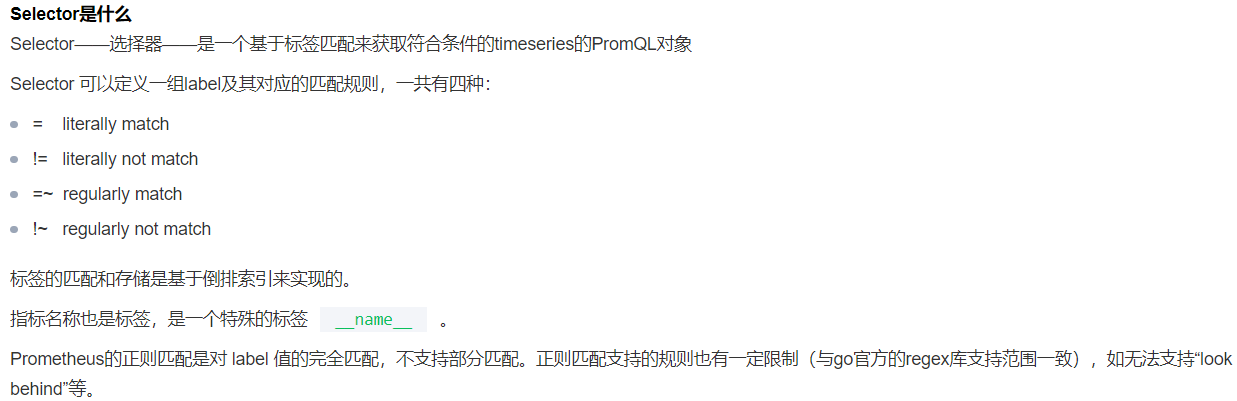 Selector是什么
Selector——选择器——是一个基于标签匹配来获取符合条件的timeseries的PromQL对象
Selector 可以定义一组label及其对应的匹配规则，一共有四种：
= literally match
!= literally not match
=~ regularly match
!~ regularly not match
标签的匹配和存储是基于倒排索引来实现的。
指标名称也是标签，是一个特殊的标签 __name__ 。
Prometheus的正则匹配是对 label 值的完全匹配，不支持部分匹配。正则匹配支持的规则也有一定限制（与go官方的regex库支持范围一致），如无法支持“look
behind”等。